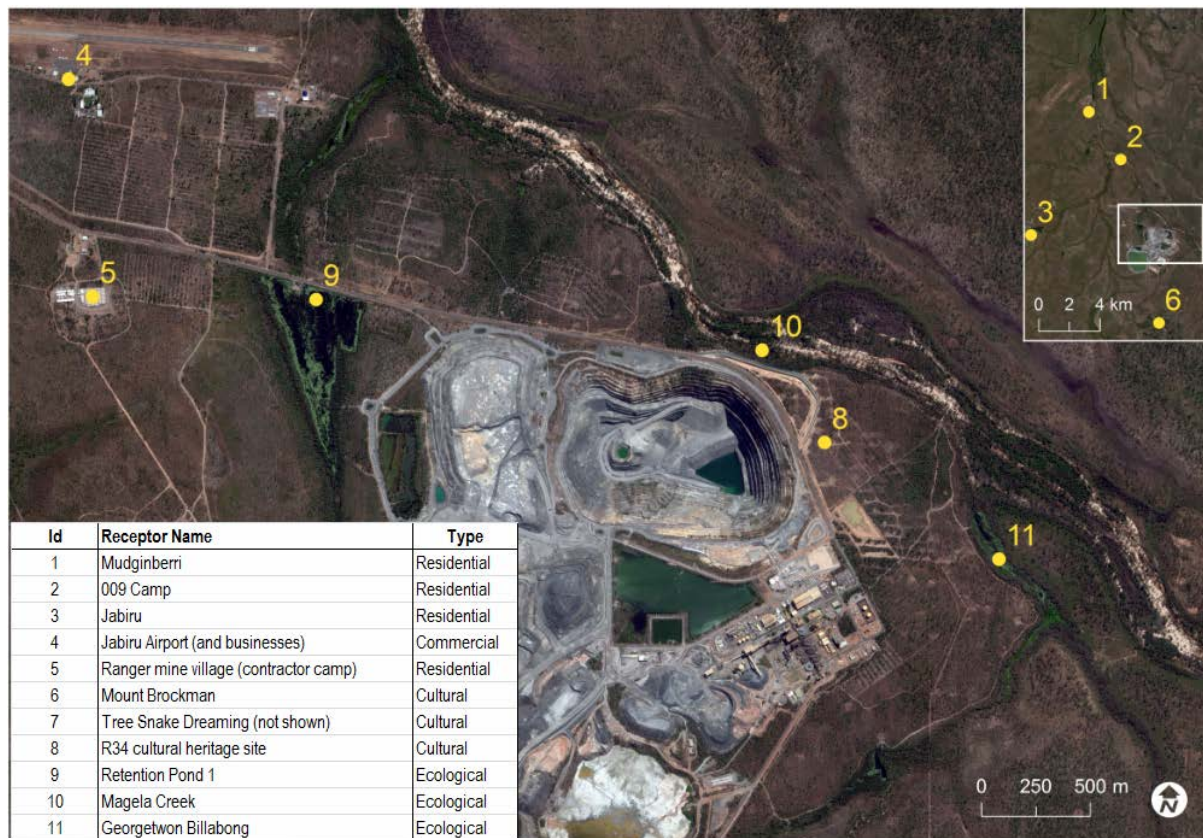 4
5
9
10
8
11
1
2
3
6
0 2 4 km
Id Receptor Name Type
1 Mudginberri Residential
2 009 Camp Residential
3 Jabiru Residential
4 Jabiru Airport (and businesses) Commercial
5 Ranger mine village (contractor camp) Residential
6 Mount Brockman Cultural
7 Tree Snake Dreaming (not shown) Cultural
8 R34 cultural heritage site Cultural
9 Retention Pond 1 Ecological
10 Magela Creek Ecological
11 Georgetwon Billabong Ecological
0 250 500 m
N